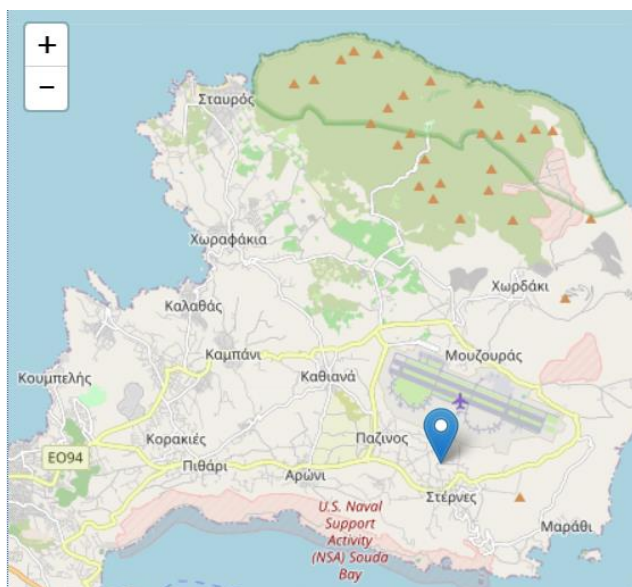 +
−
Σταυρός
Χωραφάκια
Χωρδάκι
Καλαθάς
Καμπάνι
Μουζουράς
Κουμπελής
Καθιανά
Κορακιές
Παζινος
ΕΟ94
Πιθάρι
Αρώνι
Στέρνες
U.S. Naval
Support
Activity
(NSA) Souda
Bay
Μαράθι